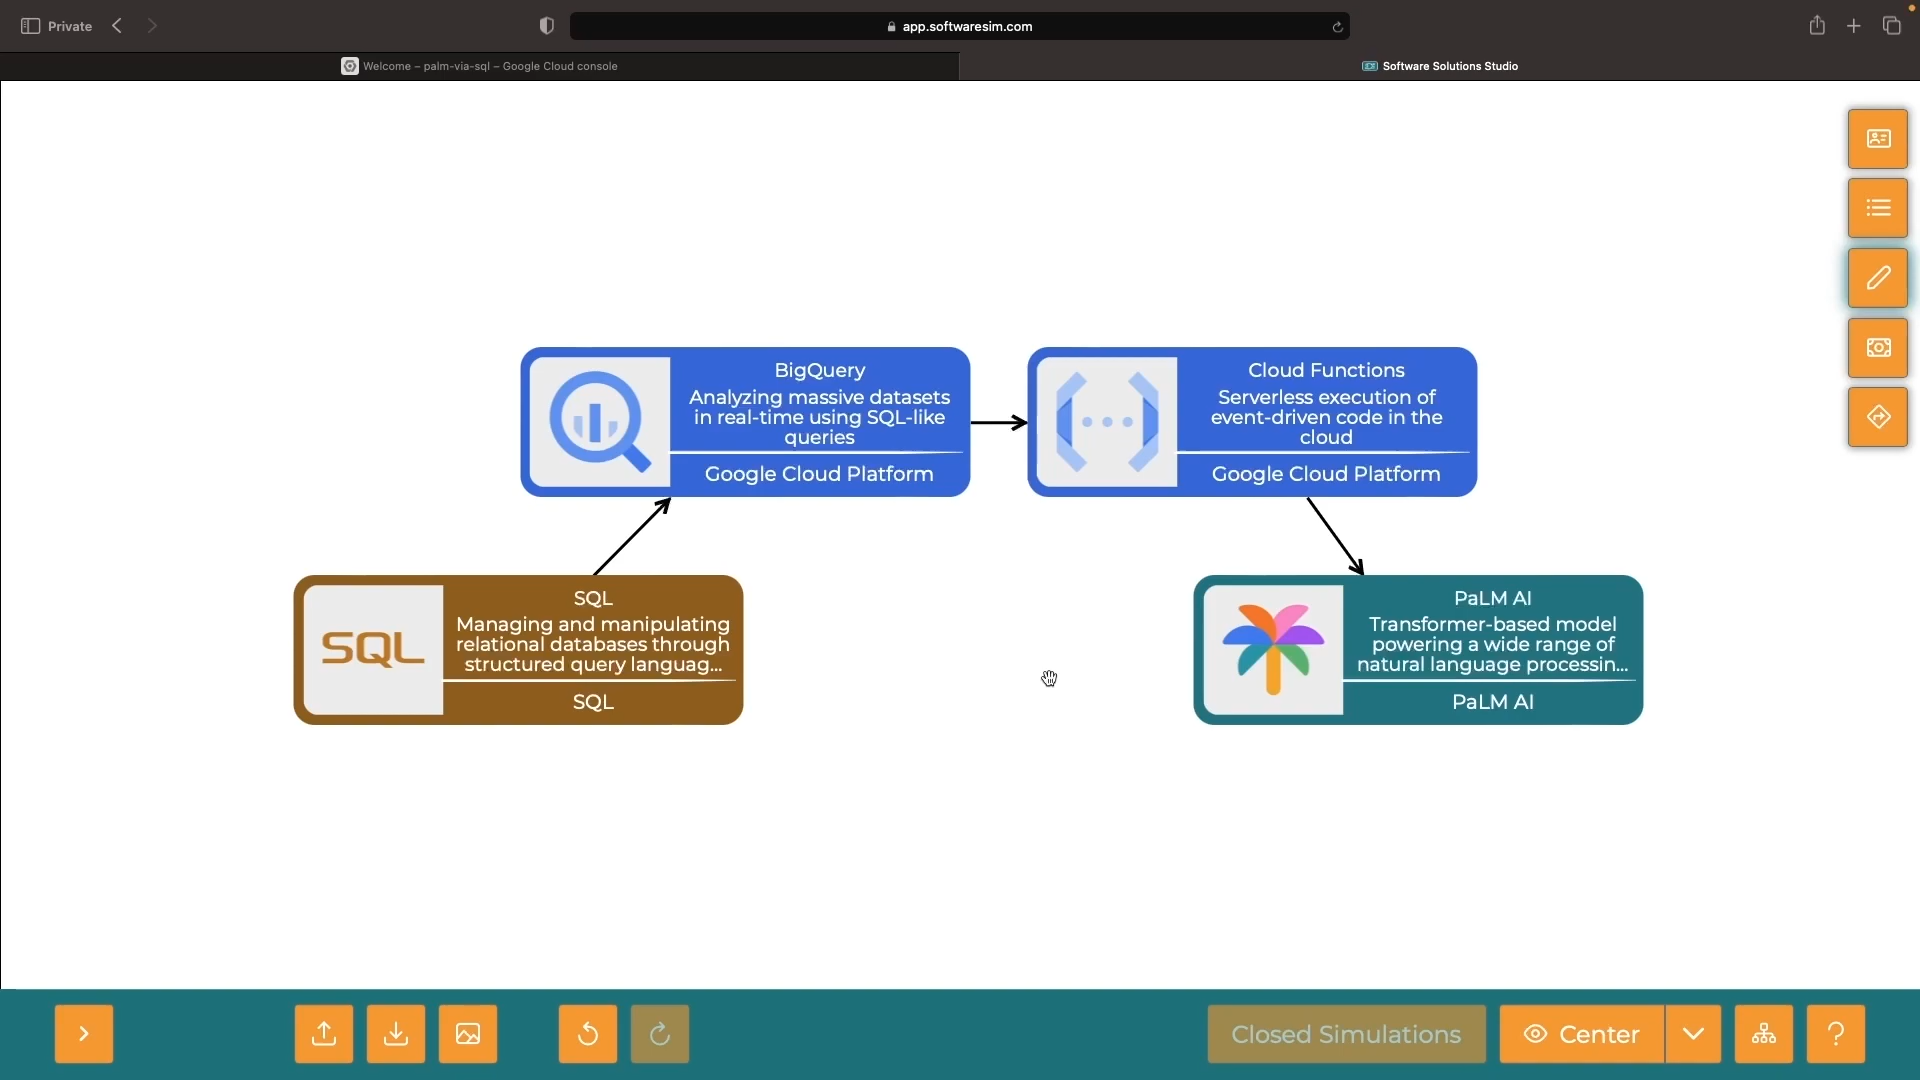 Private
app.softwaresim.com
Welcome – palm-via-sql – Google Cloud console
Software Solutions Studio
BigQuery
Analyzing massive datasets
in real-time using SQL-like
queries
Google Cloud Platform
Cloud Functions
Serverless execution of
event-driven code in the
cloud
Google Cloud Platform
SQL
SQL
Managing and manipulating
relational databases through
structured query languag...
SQL
PaLM AI
Transformer-based model
powering a wide range of
natural language processin...
PaLM AI
Closed Simulations
Center
?